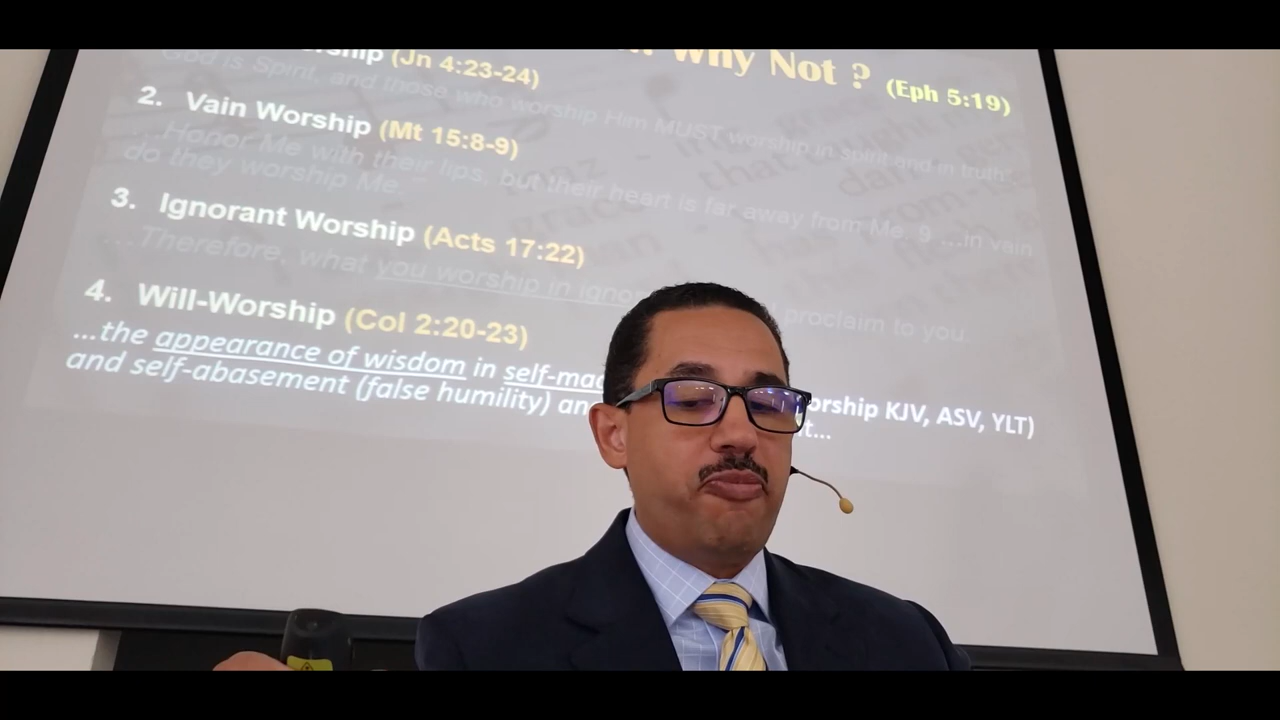 Why Not ? (Eph 5:19)
(Jn 4:23-24)
God is Spirit, and those who worship Him MUST worship in spirit and in truth.
2. Vain Worship (Mt 15:8-9)
...Honor Me with their lips, but their heart is far away from Me. 9 ...in vain
do they worship Me.
3. Ignorant Worship (Acts 17:22)
...Therefore, what you worship in proclaim to you.
4. Will-Worship (Col 2:20-23)
...the appearance of wisdom in KJV, ASV, YLT)
and self-abasement (false humility)